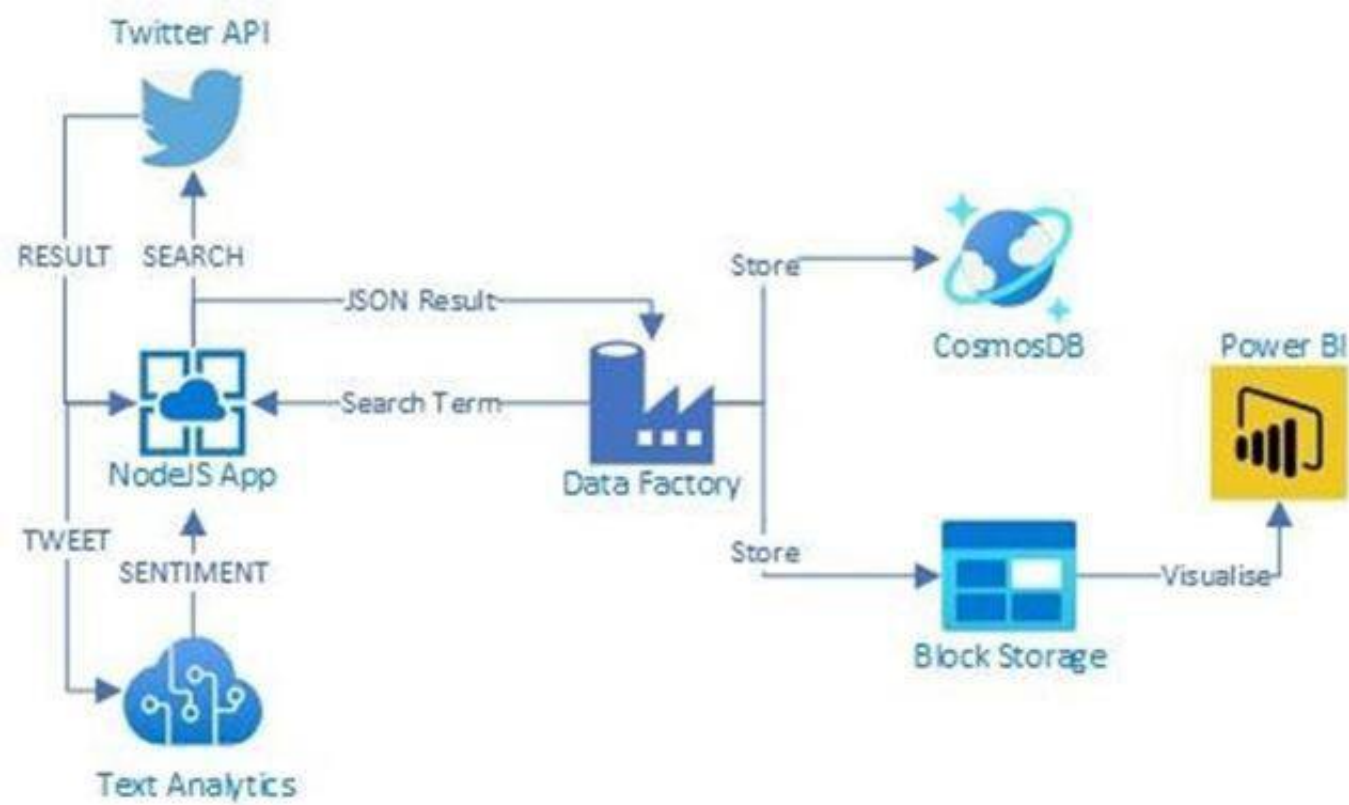 Twitter API
RESULT
SEARCH
JSON Result
Store
CosmosDB
Power BI
Search Term
NodeJS App
Data Factory
TWEET
SENTIMENT
Store
Visualise
Block Storage
Text Analytics